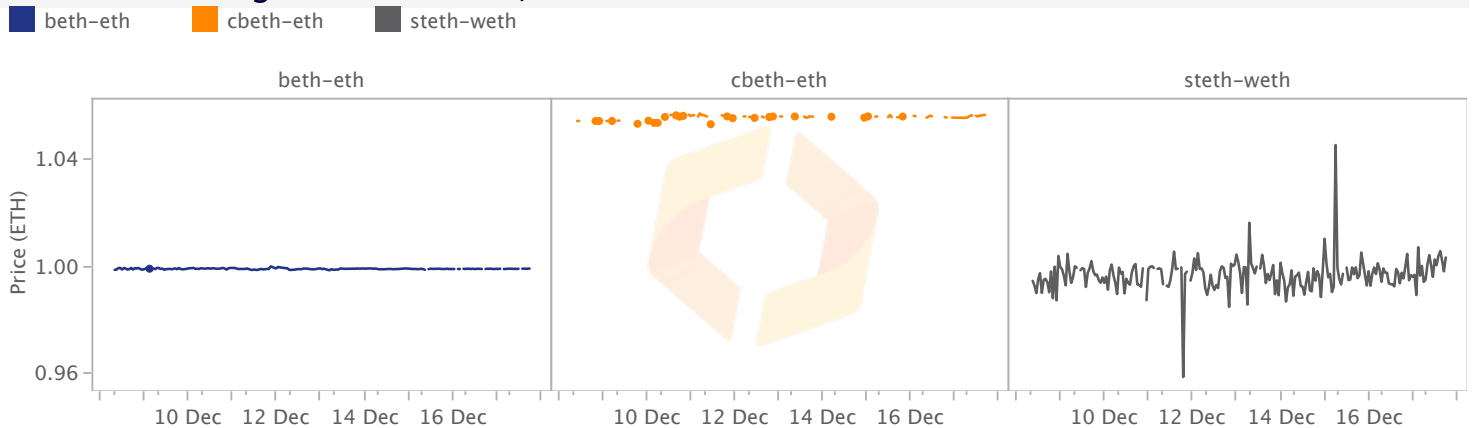 beth-eth cbeth-eth steth-weth
beth-eth cbeth-eth steth-weth
Price (ETH)
1.04
1.00
0.96
10 Dec 12 Dec 14 Dec 16 Dec 10 Dec 12 Dec 14 Dec 16 Dec 10 Dec 12 Dec 14 Dec 16 Dec